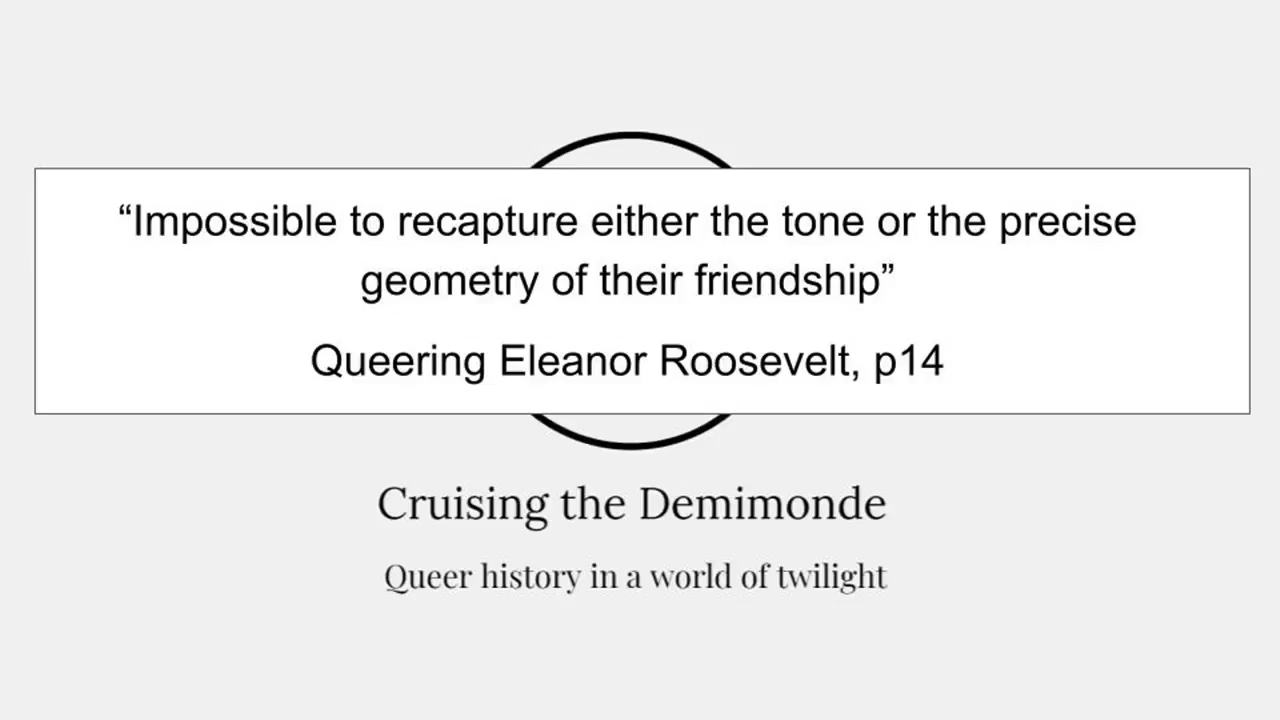 “Impossible to recapture either the tone or the precise
geometry of their friendship”
Queering Eleanor Roosevelt, p14
Cruising the Demimonde
Queer history in a world of twilight